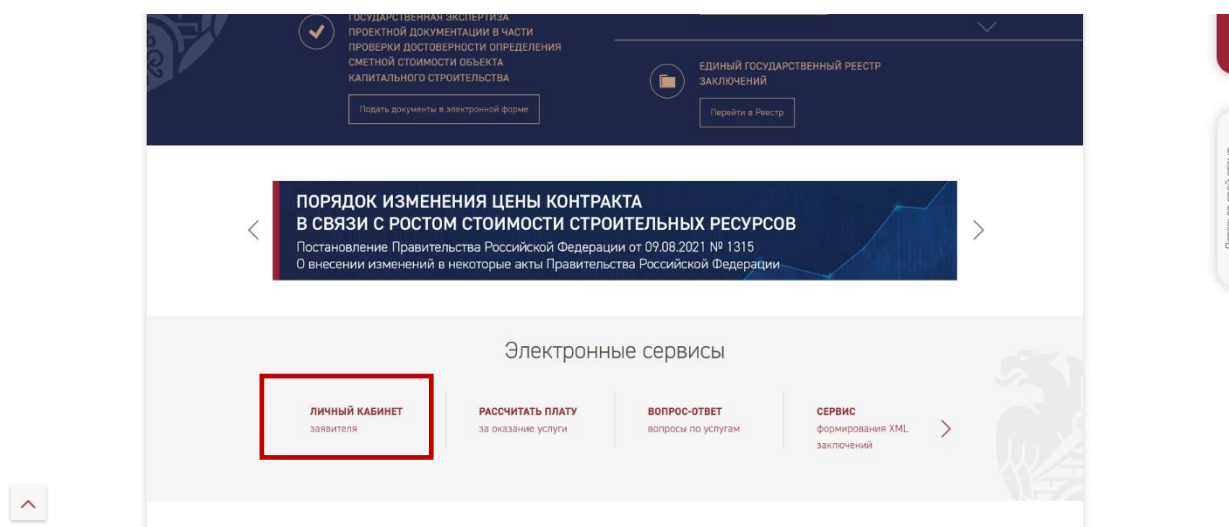 ГОСУДАРСТВЕННАЯ ЭКСПЕРТИЗА
ПРОЕКТНОЙ ДОКУМЕНТАЦИИ В ЧАСТИ
ПРОВЕРКИ ДОСТОВЕРНОСТИ ОПРЕДЕЛЕНИЯ
СМЕТНОЙ СТОИМОСТИ ОБЪЕКТА
КАПИТАЛЬНОГО СТРОИТЕЛЬСТВА
Подать документы в электронной форме
ЕДИНЫЙ ГОСУДАРСТВЕННЫЙ РЕЕСТР
ЗАКЛЮЧЕНИЙ
Перейти в Реестр
ПОРЯДОК ИЗМЕНЕНИЯ ЦЕНЫ КОНТРАКТА
В СВЯЗИ С РОСТОМ СТОИМОСТИ СТРОИТЕЛЬНЫХ РЕСУРСОВ
Постановление Правительства Российской Федерации от 09.08.2021 № 1315
О внесении изменений в некоторые акты Правительства Российской Федерации
Электронные сервисы
ЛИЧНЫЙ КАБИНЕТ
заявителя
РАССЧИТАТЬ ПЛАТУ
за оказание услуги
ВОПРОС-ОТВЕТ
вопросы по услугам
СЕРВИС
формирования XML
заключений